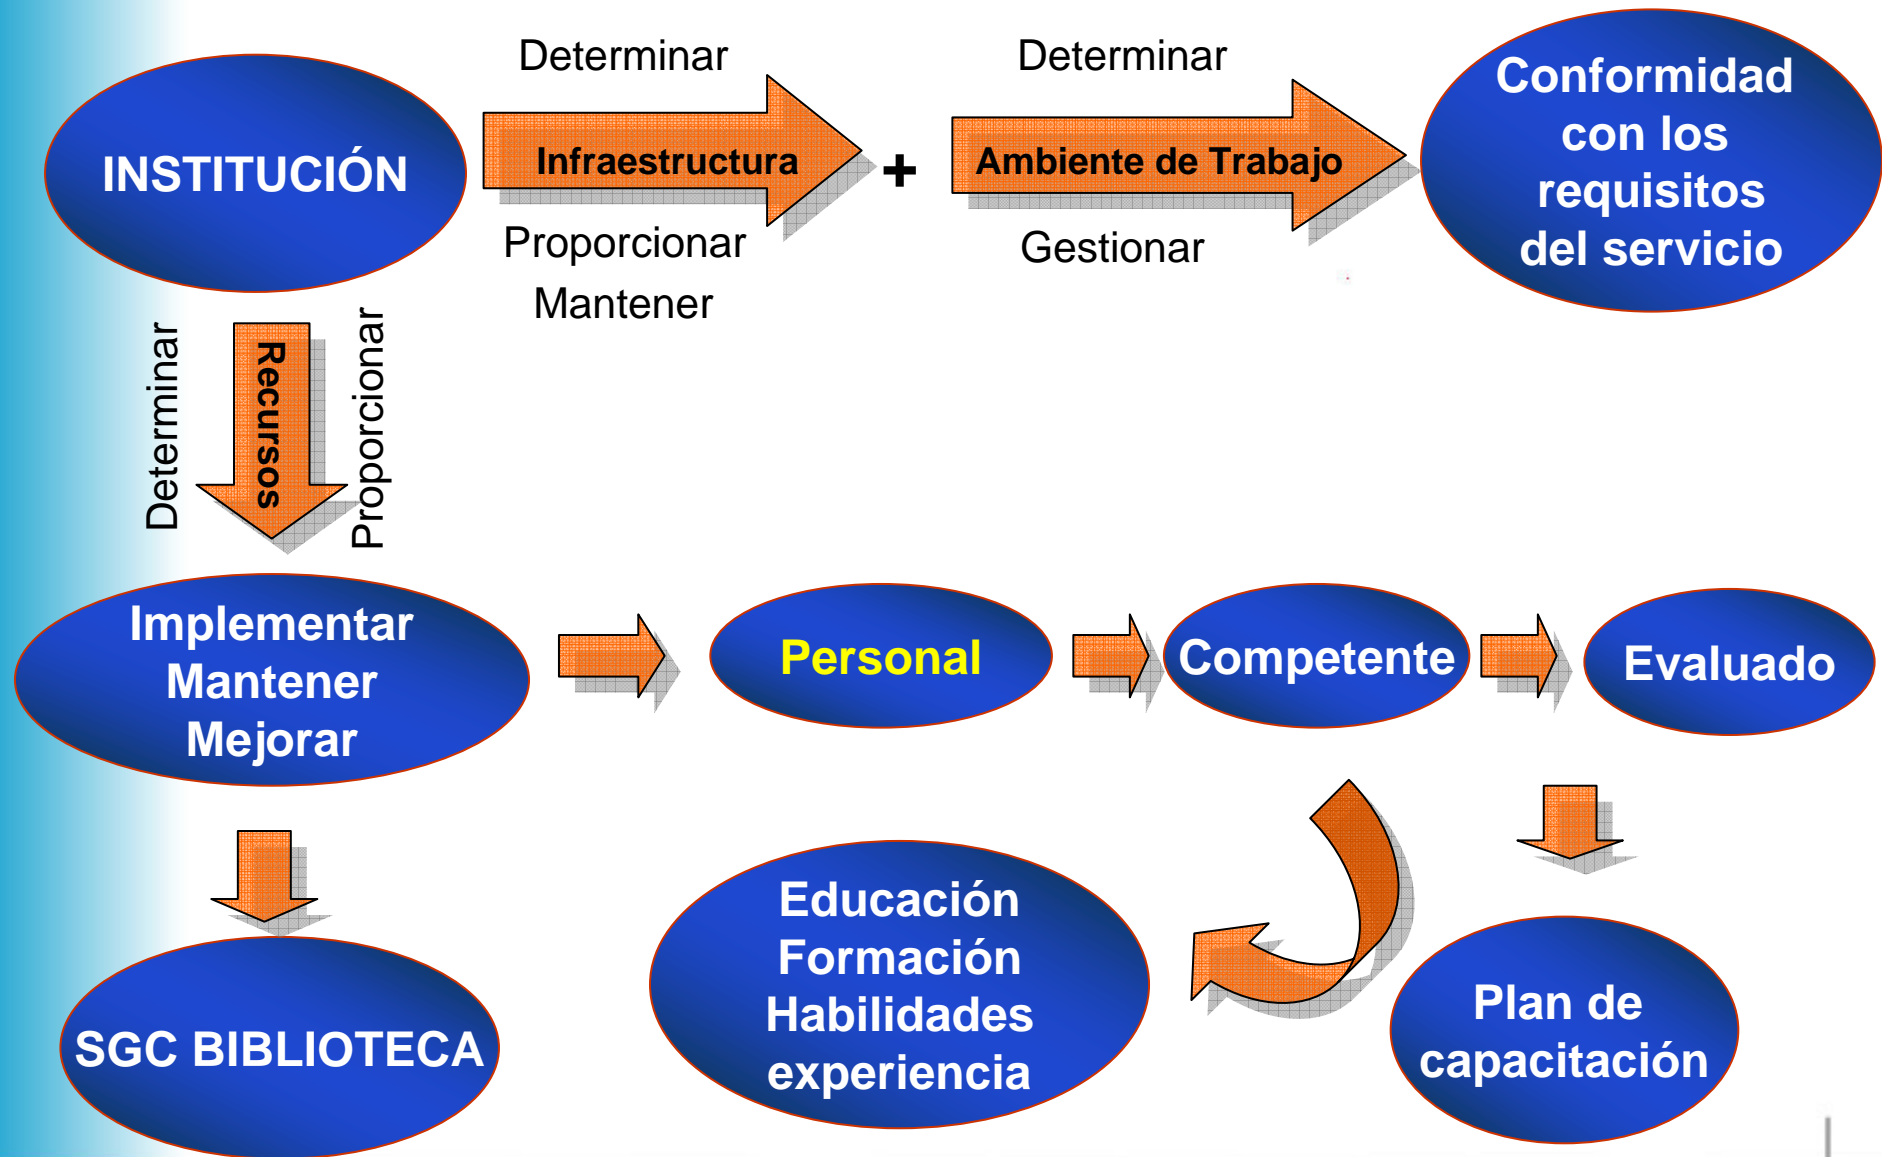 Determinar
Determinar
INSTITUCIÓN
Infraestructura
+
Ambiente de Trabajo
Conformidad
con los
requisitos
del servicio
Proporcionar
Mantener
Gestionar
Determinar
Recursos
Proporcionar
Implementar
Mantener
Mejorar
Personal
Competente
Evaluado
SGC BIBLIOTECA
Educación
Formación
Habilidades
experiencia
Plan de
capacitación